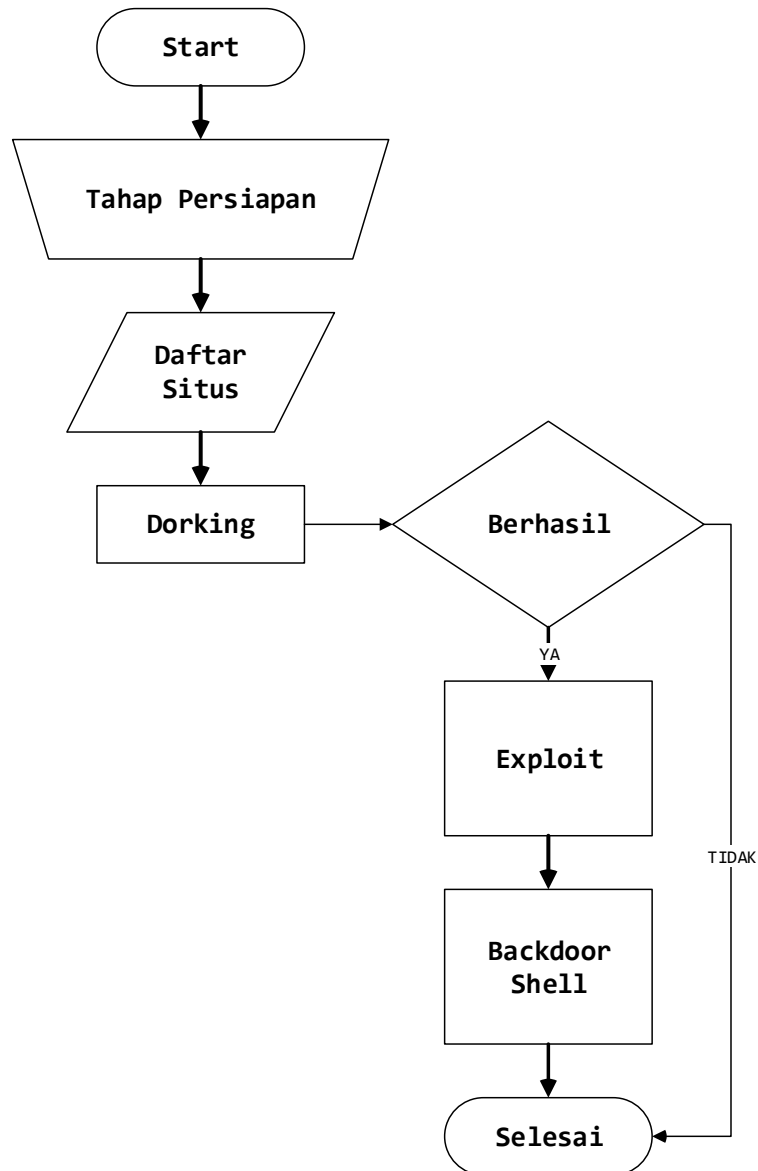 Start
Tahap Persiapan
Daftar
Situs
Dorking
Berhasil
YA
Exploit
TIDAK
Backdoor
Shell
Selesai